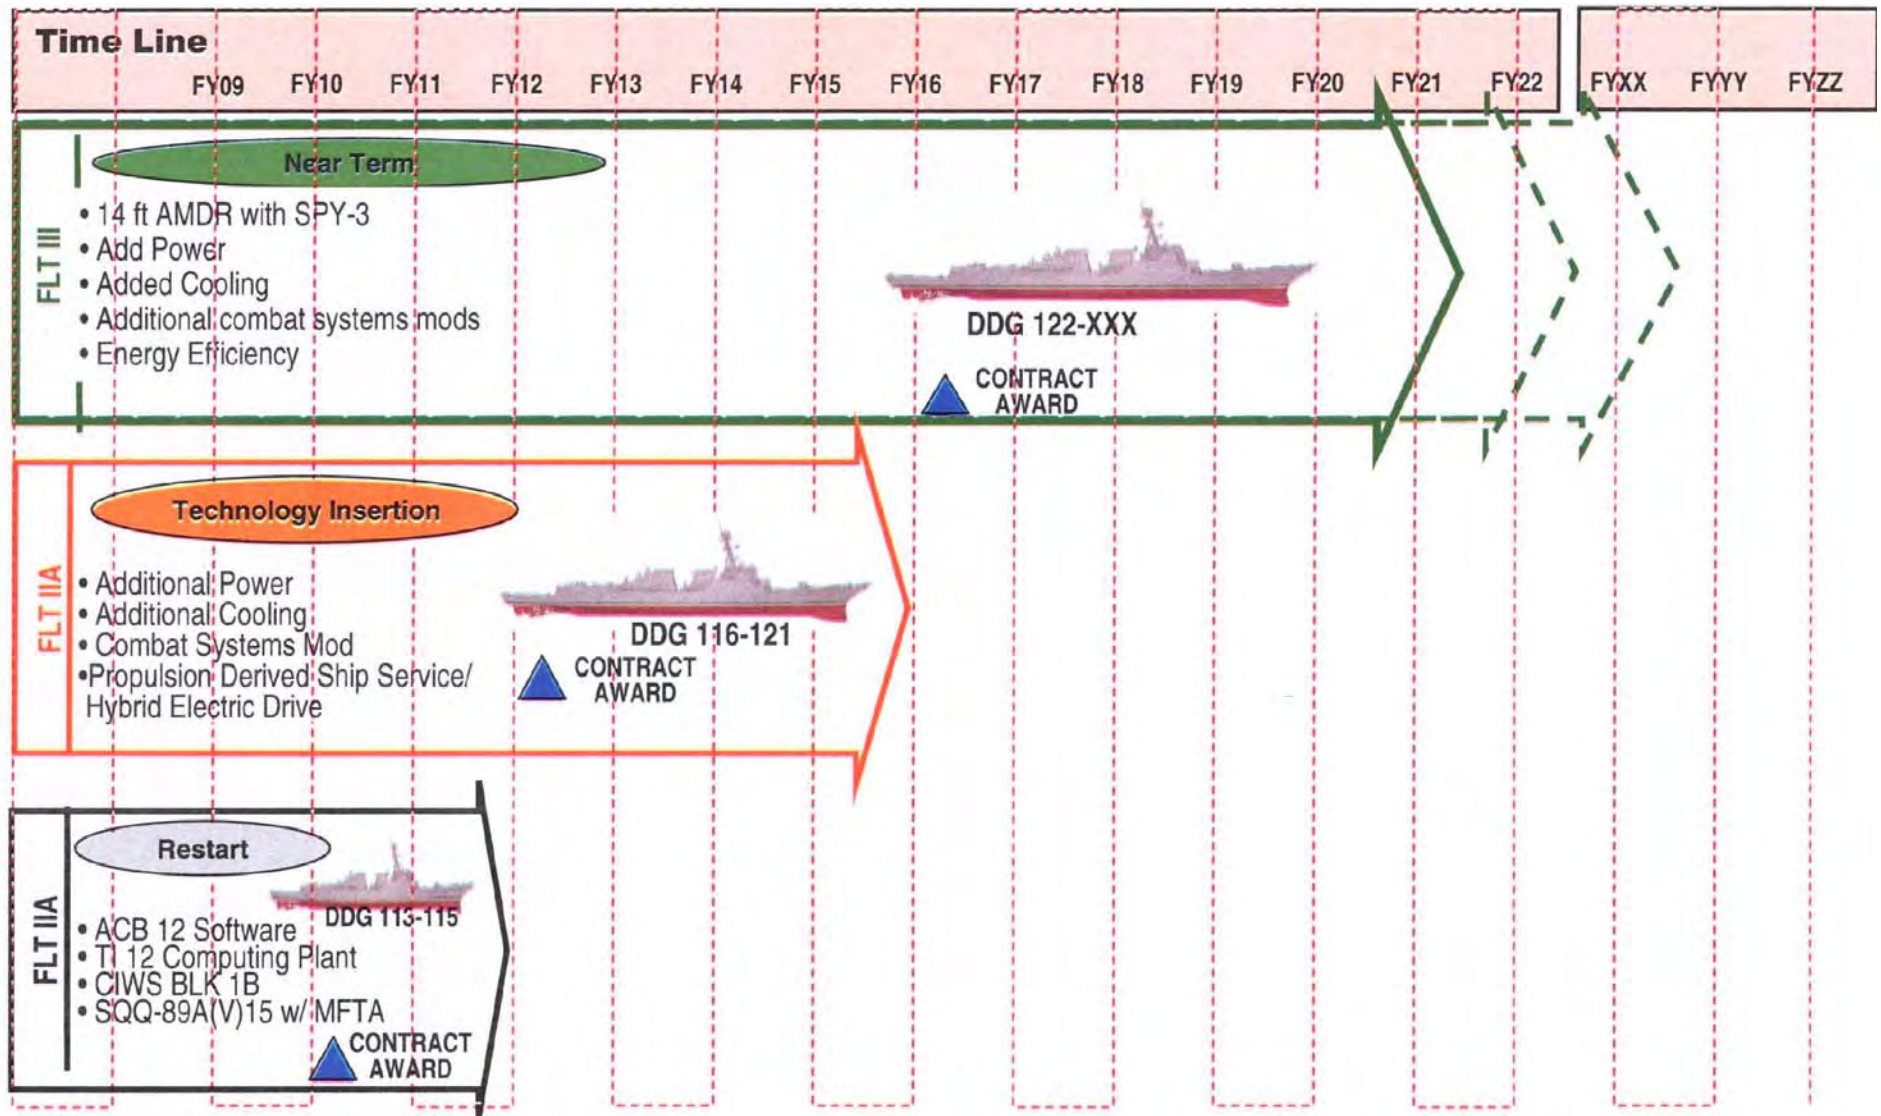 Time Line
FY09 FY10 FY11 FY12 FY13 FY14 FY15 FY16 FY17 FY18 FY19 FY20 FY21 FY22 FYXX FYYY FYZZ
FLT III
Near Term
• 14 ft AMDR with SPY-3
• Add Power
• Added Cooling
• Additional combat systems mods
• Energy Efficiency
DDG 122-XXX
CONTRACT
AWARD
FLT IIA
Technology Insertion
• Additional Power
• Additional Cooling
• Combat Systems Mod
•Propulsion Derived Ship Service/
Hybrid Electric Drive
DDG 116-121
CONTRACT
AWARD
FLT IIA
Restart
DDG 113-115
• ACB 12 Software
• TI 12 Computing Plant
• CIWS BLK 1B
• SQQ-89A(V)15 w/ MFTA
CONTRACT
AWARD